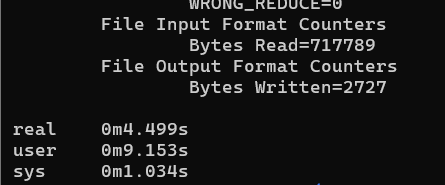 WRONG_REDUCE=0
File Input Format Counters
Bytes Read=717789
File Output Format Counters
Bytes Written=2727
real 0m4.499s
user 0m9.153s
sys 0m1.034s